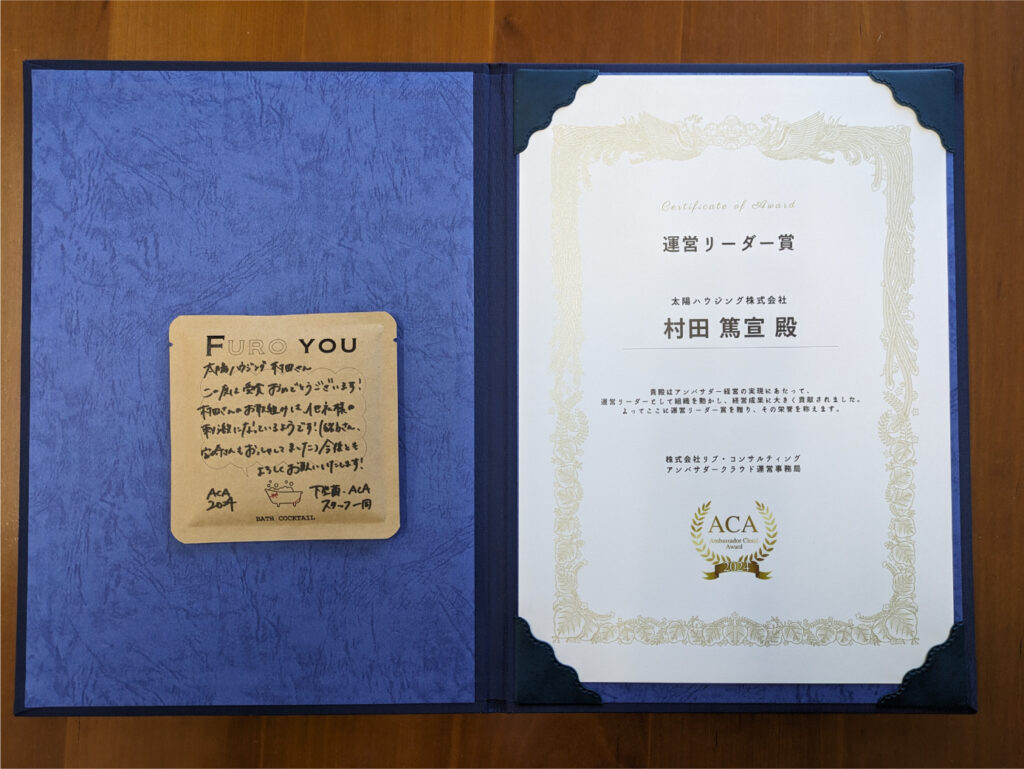 FURO YOU
太陽ハウジング 村田さん
この度は受賞おめでとうございます!
村田さんのお取組みは、他社様の
刺激になっているようです!
さんもおっしゃってました)今後とも
よろしくお願いいたします!
ACA
2024
ACA
スタッフ一同
BATH COCKTAIL
Certificate of Award
運営リーダー賞
太陽ハウジング株式会社
村田 篤宣 殿
貴殿はアンバサダー経営の実現にあたって、
運営リーダーとして組織を動かし、経営成果に大きく貢献されました。
よってここに運営リーダー賞を贈り、その栄誉を称えます。
株式会社リブ・コンサルティング
アンバサダークラウド運営事務局
ACA
Ambassador Cloud
Award
2024